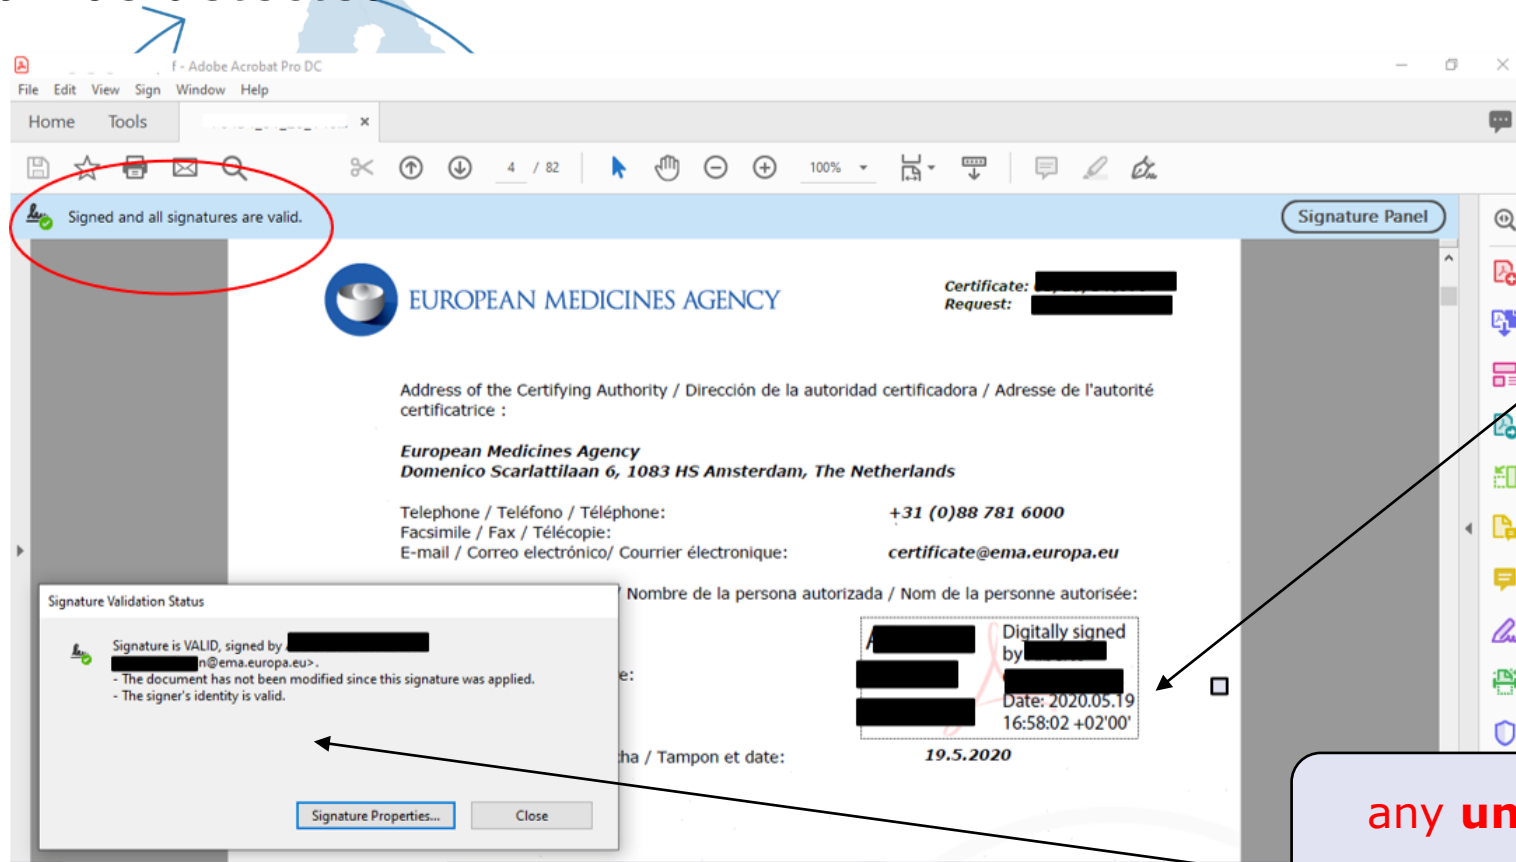 f - Adobe Acrobat Pro DC
File Edit View Sign Window Help
Home Tools
4 / 82 100%
Signed and all signatures are valid.
Signature Panel
EUROPEAN MEDICINES AGENCY
Certificate:
Request:
Address of the Certifying Authority / Dirección de la autoridad certificadora / Adresse de l'autorité
certificatrice :
European Medicines Agency
Domenico Scarlattilaan 6, 1083 HS Amsterdam, The Netherlands
Telephone / Teléfono / Téléphone: +31 (0)88 781 6000
Facsimile / Fax / Télécopie:
E-mail / Correo electrónico/ Courrier électronique: certificate@ema.europa.eu
/ Nombre de la persona autorizada / Nom de la personne autorisée:
Digitally signed
by
e:
Date: 2020.05.19
16:58:02 +02'00'
ha / Tampon et date: 19.5.2020
Signature Validation Status
Signature is VALID, signed by
n@ema.europa.eu>.
- The document has not been modified since this signature was applied.
- The signer's identity is valid.
Signature Properties... Close
any un